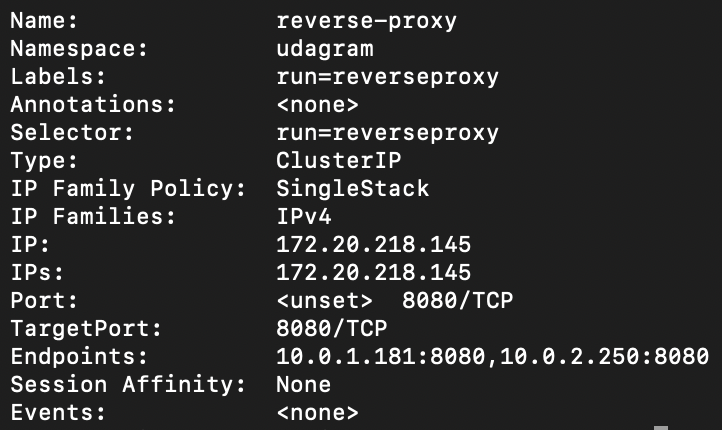 Name: reverse-proxy
Namespace: udagram
Labels: run=reverseproxy
Annotations: <none>
Selector: run=reverseproxy
Type: ClusterIP
IP Family Policy: SingleStack
IP Families: IPv4
IP: 172.20.218.145
IPs: 172.20.218.145
Port: <unset> 8080/TCP
TargetPort: 8080/TCP
Endpoints: 10.0.1.181:8080,10.0.2.250:8080
Session Affinity: None
Events: <none>